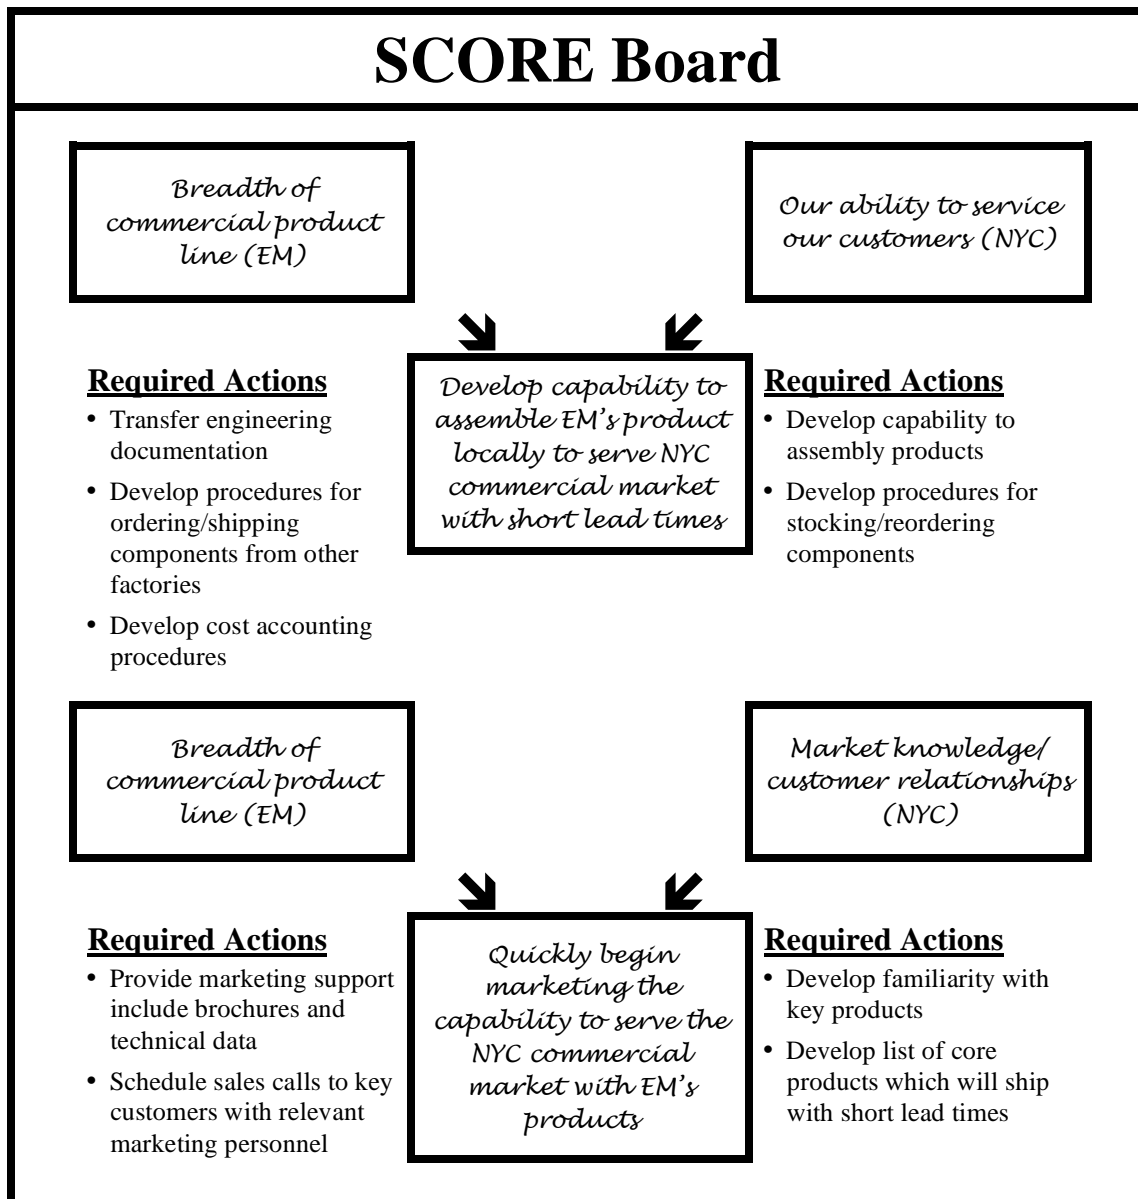 SCORE Board
Breadth of
commercial product
line (EM)
Our ability to service
our customers (NYC)
Required Actions
• Transfer engineering
documentation
• Develop procedures for
ordering/shipping
components from other
factories
• Develop cost accounting
procedures
Develop capability to
assemble EM's product
locally to serve NYC
commercial market
with short lead times
Required Actions
• Develop capability to
assembly products
• Develop procedures for
stocking/reordering
components
Breadth of
commercial product
line (EM)
Market knowledge/
customer relationships
(NYC)
Required Actions
• Provide marketing support
include brochures and
technical data
• Schedule sales calls to key
customers with relevant
marketing personnel
Quickly begin
marketing the
capability to serve the
NYC commercial
market with EM's
products
Required Actions
• Develop familiarity with
key products
• Develop list of core
products which will ship
with short lead times